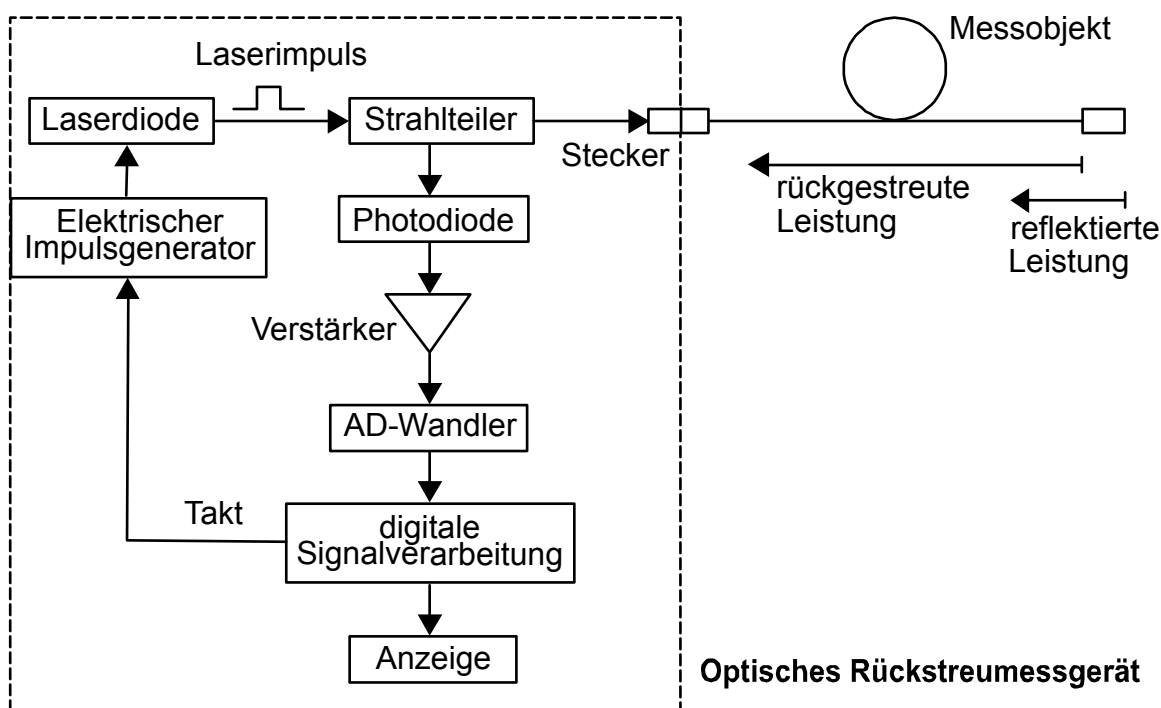 Messobjekt
Laserimpuls
Laserdiode
Strahlteiler
Stecker
rückgestreute
Leistung
reflektierte
Leistung
Elektrischer
Impulsgenerator
Photodiode
Verstärker
AD-Wandler
Takt
digitale
Signalverarbeitung
Anzeige
Optisches Rückstreumessgerät